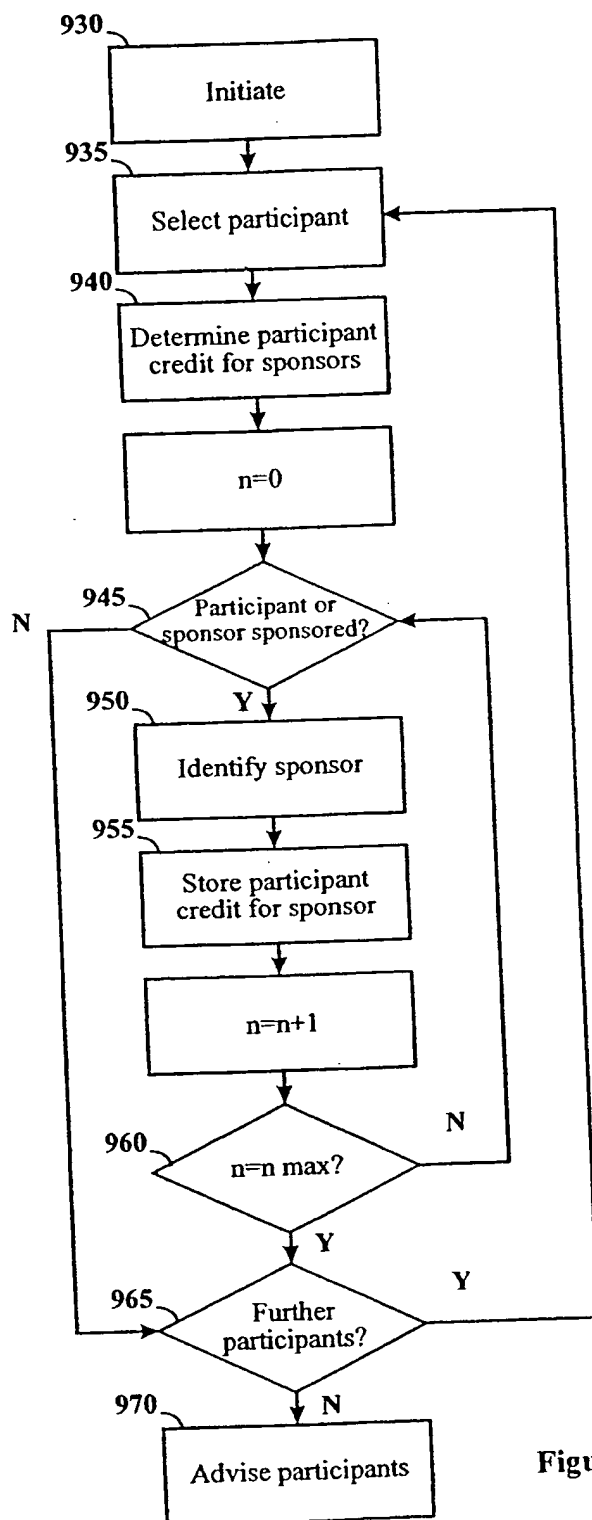 930
Initiate
935
Select participant
940
Determine participant
credit for sponsors
n=0
945
N
Participant or
sponsor sponsored?
Y
950
Identify sponsor
955
Store participant
credit for sponsor
n=n+1
960
N
n=n max?
Y
965
Y
Further
participants?
N
970
Advise participants
Figu